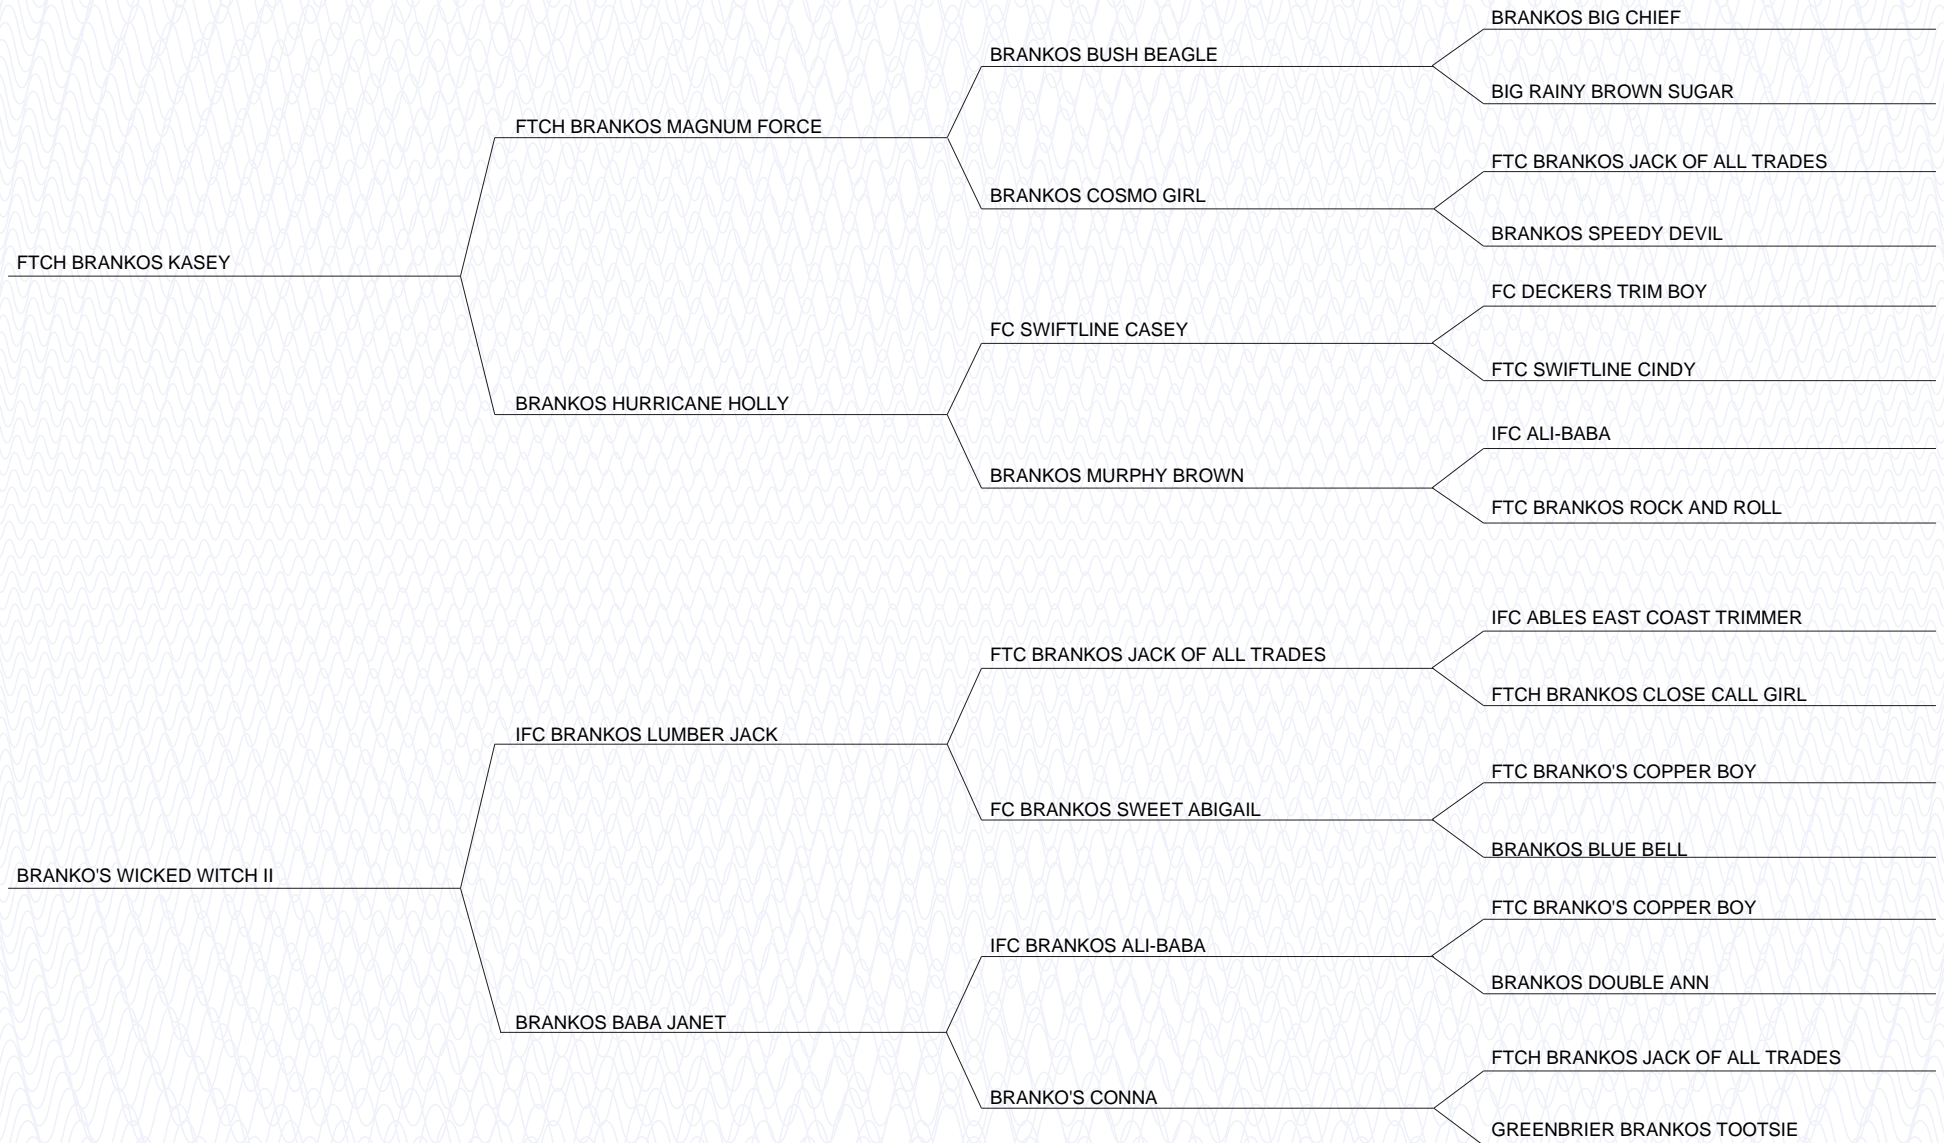 BRANKOS BIG CHIEF
BRANKOS BUSH BEAGLE
BIG RAINY BROWN SUGAR
FTCH BRANKOS MAGNUM FORCE
FTC BRANKOS JACK OF ALL TRADES
BRANKOS COSMO GIRL
BRANKOS SPEEDY DEVIL
FTCH BRANKOS KASEY
FC DECKERS TRIM BOY
FC SWIFTLINE CASEY
FTC SWIFTLINE CINDY
BRANKOS HURRICANE HOLLY
IFC ALI-BABA
BRANKOS MURPHY BROWN
FTC BRANKOS ROCK AND ROLL
IFC ABLES EAST COAST TRIMMER
FTC BRANKOS JACK OF ALL TRADES
FTCH BRANKOS CLOSE CALL GIRL
IFC BRANKOS LUMBER JACK
FTC BRANKO'S COPPER BOY
FC BRANKOS SWEET ABIGAIL
BRANKOS BLUE BELL
BRANKO'S WICKED WITCH II
FTC BRANKO'S COPPER BOY
IFC BRANKOS ALI-BABA
BRANKOS DOUBLE ANN
BRANKOS BABA JANET
FTCH BRANKOS JACK OF ALL TRADES
BRANKO'S CONNA
GREENBRIER BRANKOS TOOTSIE